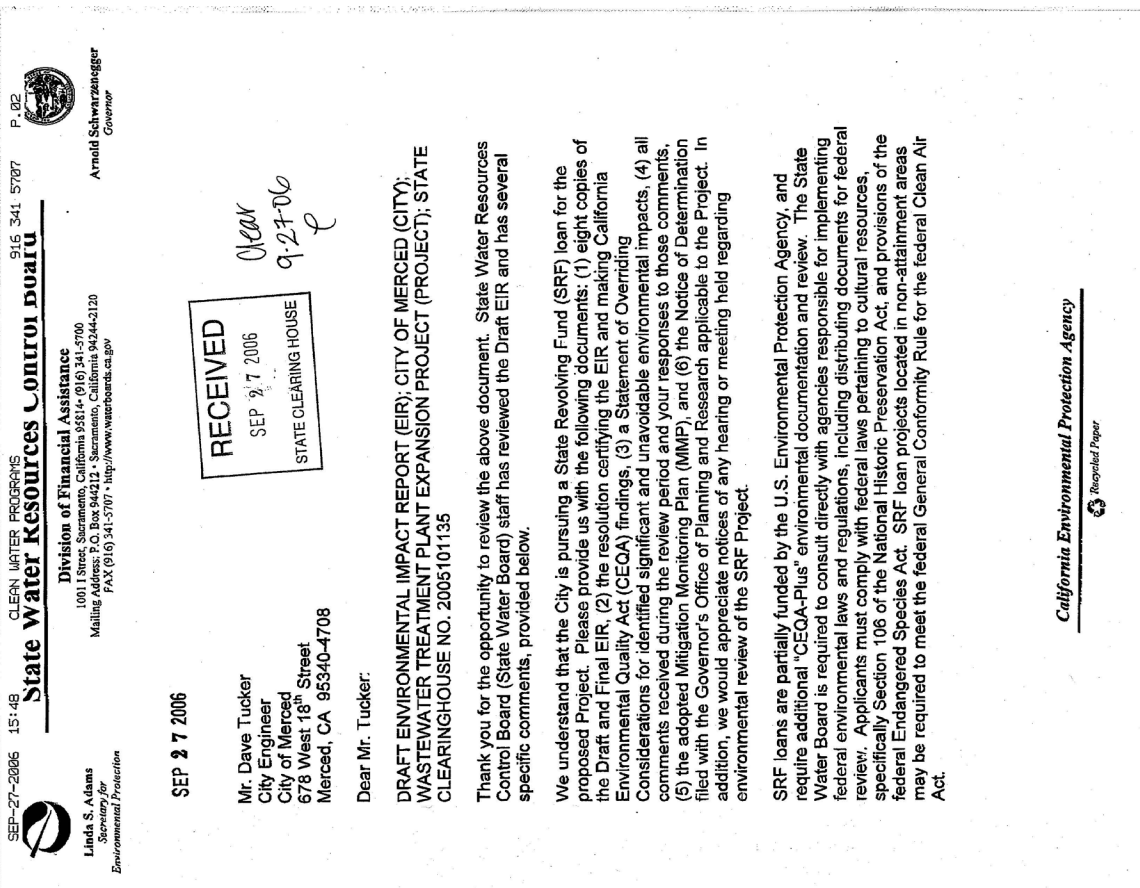 SEP-27-2006 15:48 CLEAN WATER PROGRAMS 916 341 5707 P.02
State Water Resources Control Board
Linda S. Adams
Secretary for
Environmental Protection
Division of Financial Assistance
1001 I Street, Sacramento, California 95814• (916) 341-5700
Mailing Address: P.O. Box 944212 • Sacramento, California 94244-2120
FAX (916) 341-5707 • http://www.waterboards.ca.gov
Arnold Schwarzenegger
Governor
SEP 27 2006
RECEIVED
SEP 27 2006
STATE CLEARING HOUSE
Clear
9-27-06
e
Mr. Dave Tucker
City Engineer
City of Merced
678 West 18th Street
Merced, CA 95340-4708
Dear Mr. Tucker:
DRAFT ENVIRONMENTAL IMPACT REPORT (EIR); CITY OF MERCED (CITY);
WASTEWATER TREATMENT PLANT EXPANSION PROJECT (PROJECT); STATE
CLEARINGHOUSE NO. 2005101135
Thank you for the opportunity to review the above document. State Water Resources
Control Board (State Water Board) staff has reviewed the Draft EIR and has several
specific comments, provided below.
We understand that the City is pursuing a State Revolving Fund (SRF) loan for the
proposed Project. Please provide us with the following documents: (1) eight copies of
the Draft and Final EIR, (2) the resolution certifying the EIR and making California
Environmental Quality Act (CEQA) findings, (3) a Statement of Overriding
Considerations for identified significant and unavoidable environmental impacts, (4) all
comments received during the review period and your responses to those comments,
(5) the adopted Mitigation Monitoring Plan (MMP), and (6) the Notice of Determination
filed with the Governor's Office of Planning and Research applicable to the Project. In
addition, we would appreciate notices of any hearing or meeting held regarding
environmental review of the SRF Project.
SRF loans are partially funded by the U.S. Environmental Protection Agency, and
require additional "CEQA-Plus" environmental documentation and review. The State
Water Board is required to consult directly with agencies responsible for implementing
federal environmental laws and regulations, including distributing documents for federal
review. Applicants must comply with federal laws pertaining to cultural resources,
specifically Section 106 of the National Historic Preservation Act, and provisions of the
federal Endangered Species Act. SRF loan projects located in non-attainment areas
may be required to meet the federal General Conformity Rule for the federal Clean Air
Act.
California Environmental Protection Agency
Recycled Paper